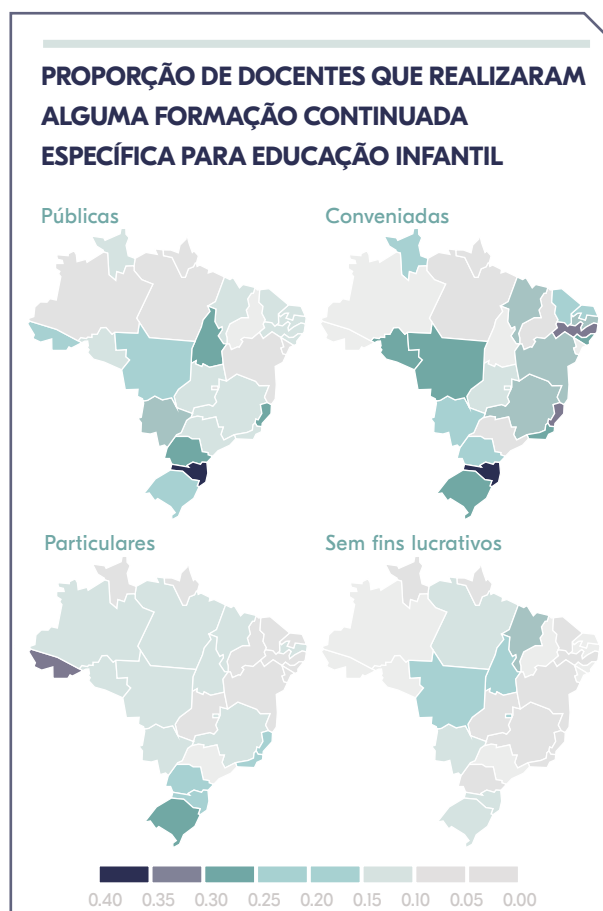 PROPORÇÃO DE DOCENTES QUE REALIZARAM
ALGUMA FORMAÇÃO CONTINUADA
ESPECÍFICA PARA EDUCAÇÃO INFANTIL
Públicas
Conveniadas
Particulares
Sem fins lucrativos
0.40 0.35 0.30 0.25 0.20 0.15 0.10 0.05 0.00